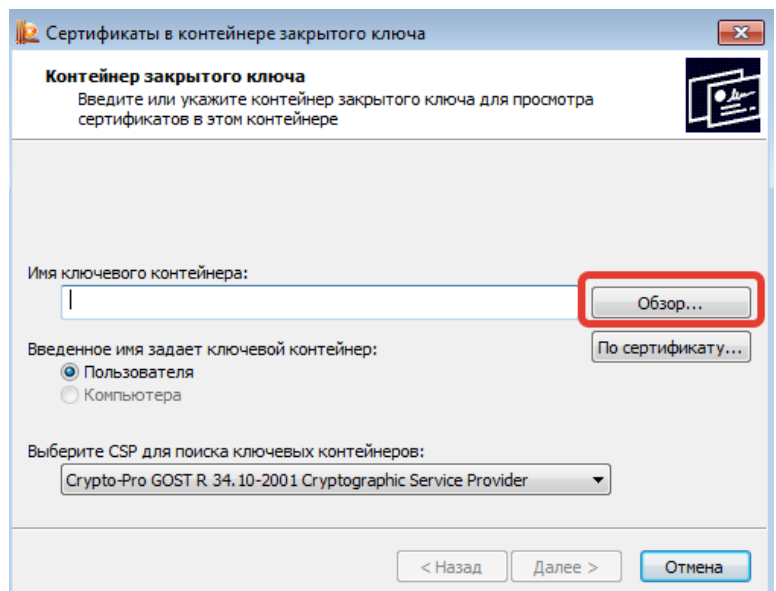 Сертификаты в контейнере закрытого ключа
Контейнер закрытого ключа
Введите или укажите контейнер закрытого ключа для просмотра
сертификатов в этом контейнере
Имя ключевого контейнера:
Обзор...
Введенное имя задает ключевой контейнер:
По сертификату...
Пользователя
Компьютера
Выберите CSP для поиска ключевых контейнеров:
Crypto-Pro GOST R 34.10-2001 Cryptographic Service Provider
< Назад
Далее >
Отмена